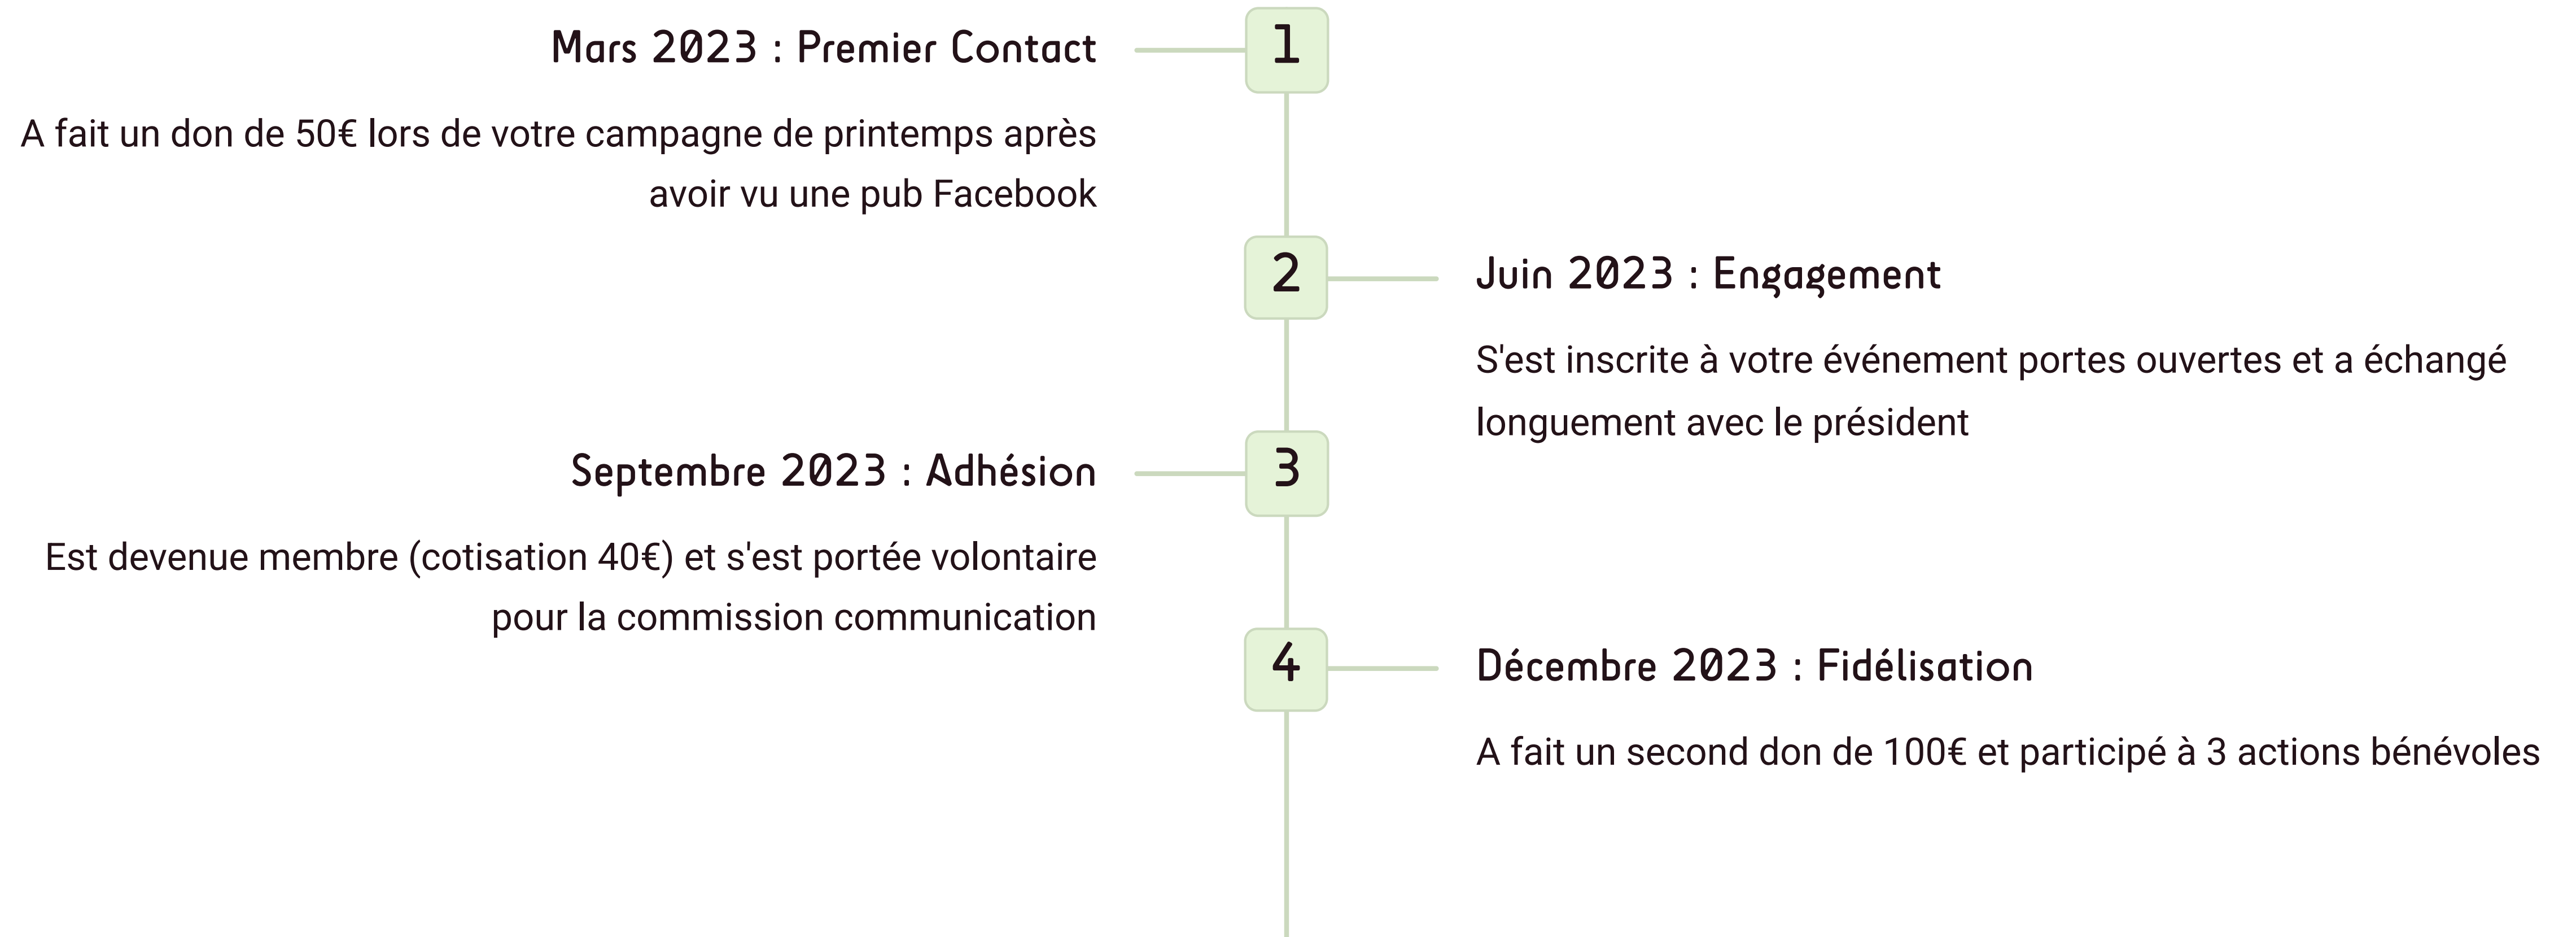 1
Mars 2023 : Premier Contact
A fait un don de 50€ lors de votre campagne de printemps après
avoir vu une pub Facebook
2
Juin 2023 : Engagement
S'est inscrite à votre événement portes ouvertes et a échangé
longuement avec le président
3
Septembre 2023 : Adhésion
Est devenue membre (cotisation 40€) et s'est portée volontaire
pour la commission communication
4
Décembre 2023 : Fidélisation
A fait un second don de 100€ et participé à 3 actions bénévoles